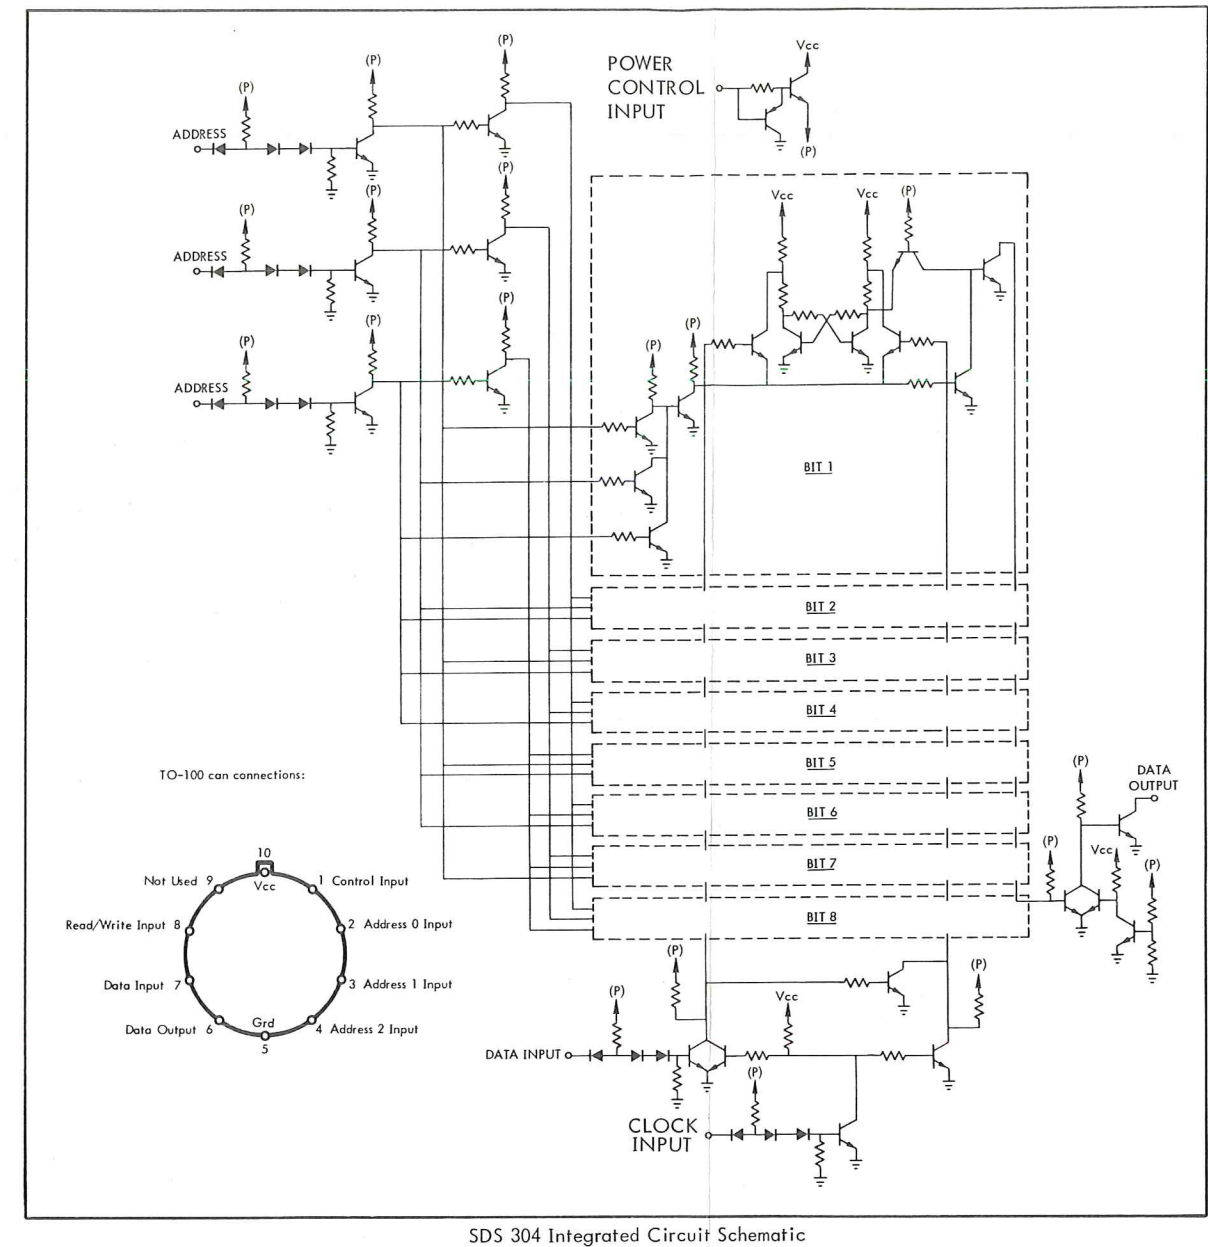 (P)
(P)
(P)
ADDRESS
(P)
(P)
(P)
ADDRESS
(P)
(P)
(P)
ADDRESS
POWER
CONTROL
INPUT
Vcc
(P)
Vcc
Vcc
(P)
(P)
(P)
BIT 1
BIT 2
BIT 3
BIT 4
BIT 5
BIT 6
BIT 7
BIT 8
(P)
DATA
OUTPUT
(P)
Vcc
(P)
TO-100 can connections:
10
Vcc
Not Used 9
1 Control Input
Read/Write Input 8
2 Address 0 Input
Data Input 7
3 Address 1 Input
Data Output 6
4 Address 2 Input
Grd
5
(P)
(P)
(P)
Vcc
DATA INPUT
(P)
CLOCK
INPUT
SDS 304 Integrated Circuit Schematic